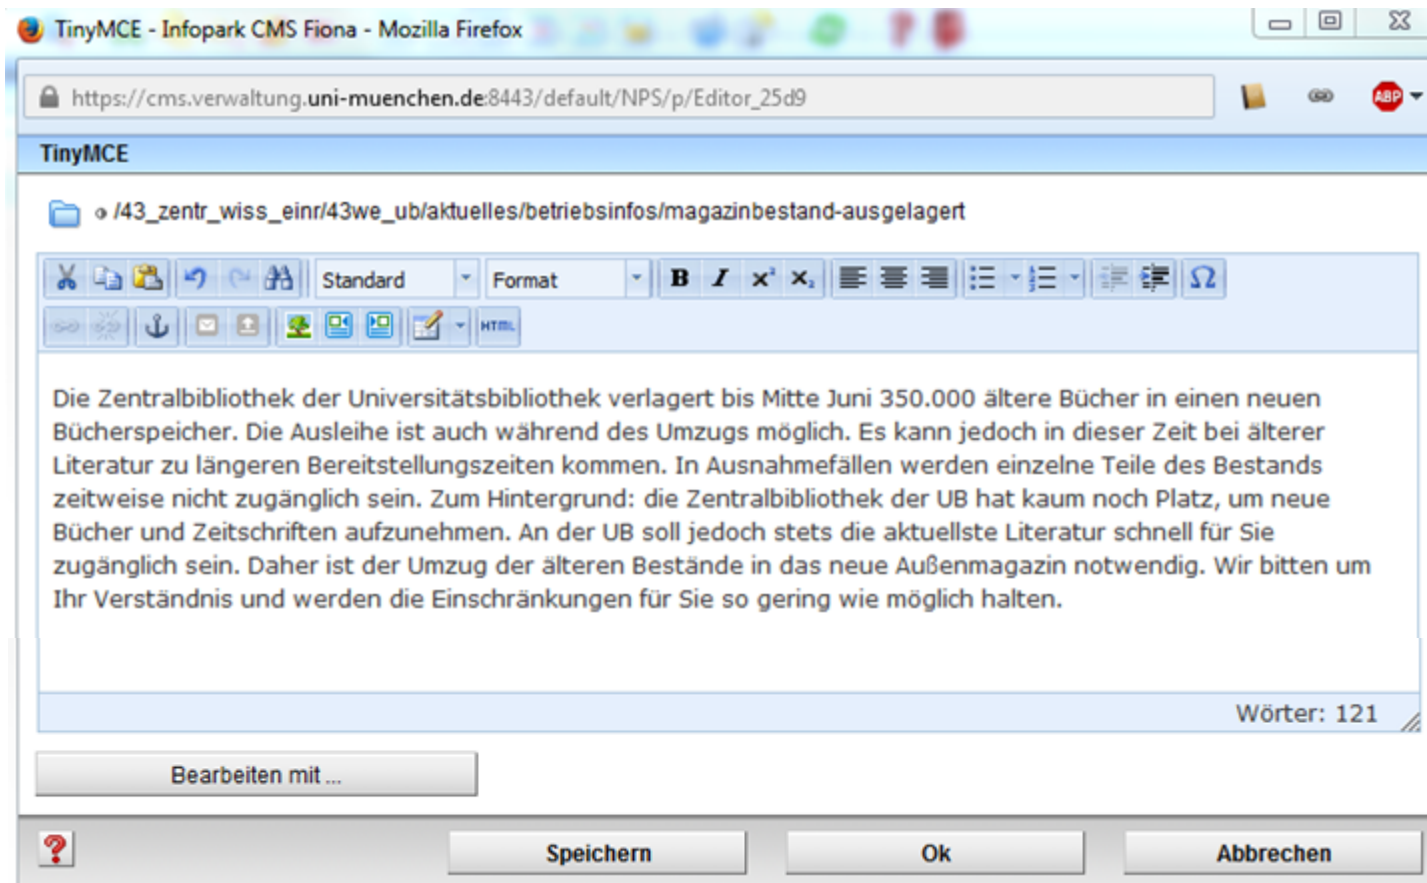 TinyMCE - Infopark CMS Fiona - Mozilla Firefox
https://cms.verwaltung.uni-muenchen.de:8443/default/NPS/p/Editor_25d9
ABP
TinyMCE
/43_zentr_wiss_einr/43we_ub/aktuelles/betriebsinfos/magazinbestand-ausgelagert
Standard Format B I x² x₂ Ω
HTML
Die Zentralbibliothek der Universitätsbibliothek verlagert bis Mitte Juni 350.000 ältere Bücher in einen neuen
Bücherspeicher. Die Ausleihe ist auch während des Umzugs möglich. Es kann jedoch in dieser Zeit bei älterer
Literatur zu längeren Bereitstellungszeiten kommen. In Ausnahmefällen werden einzelne Teile des Bestands
zeitweise nicht zugänglich sein. Zum Hintergrund: die Zentralbibliothek der UB hat kaum noch Platz, um neue
Bücher und Zeitschriften aufzunehmen. An der UB soll jedoch stets die aktuellste Literatur schnell für Sie
zugänglich sein. Daher ist der Umzug der älteren Bestände in das neue Außenmagazin notwendig. Wir bitten um
Ihr Verständnis und werden die Einschränkungen für Sie so gering wie möglich halten.
Wörter: 121
Bearbeiten mit ...
? Speichern Ok Abbrechen